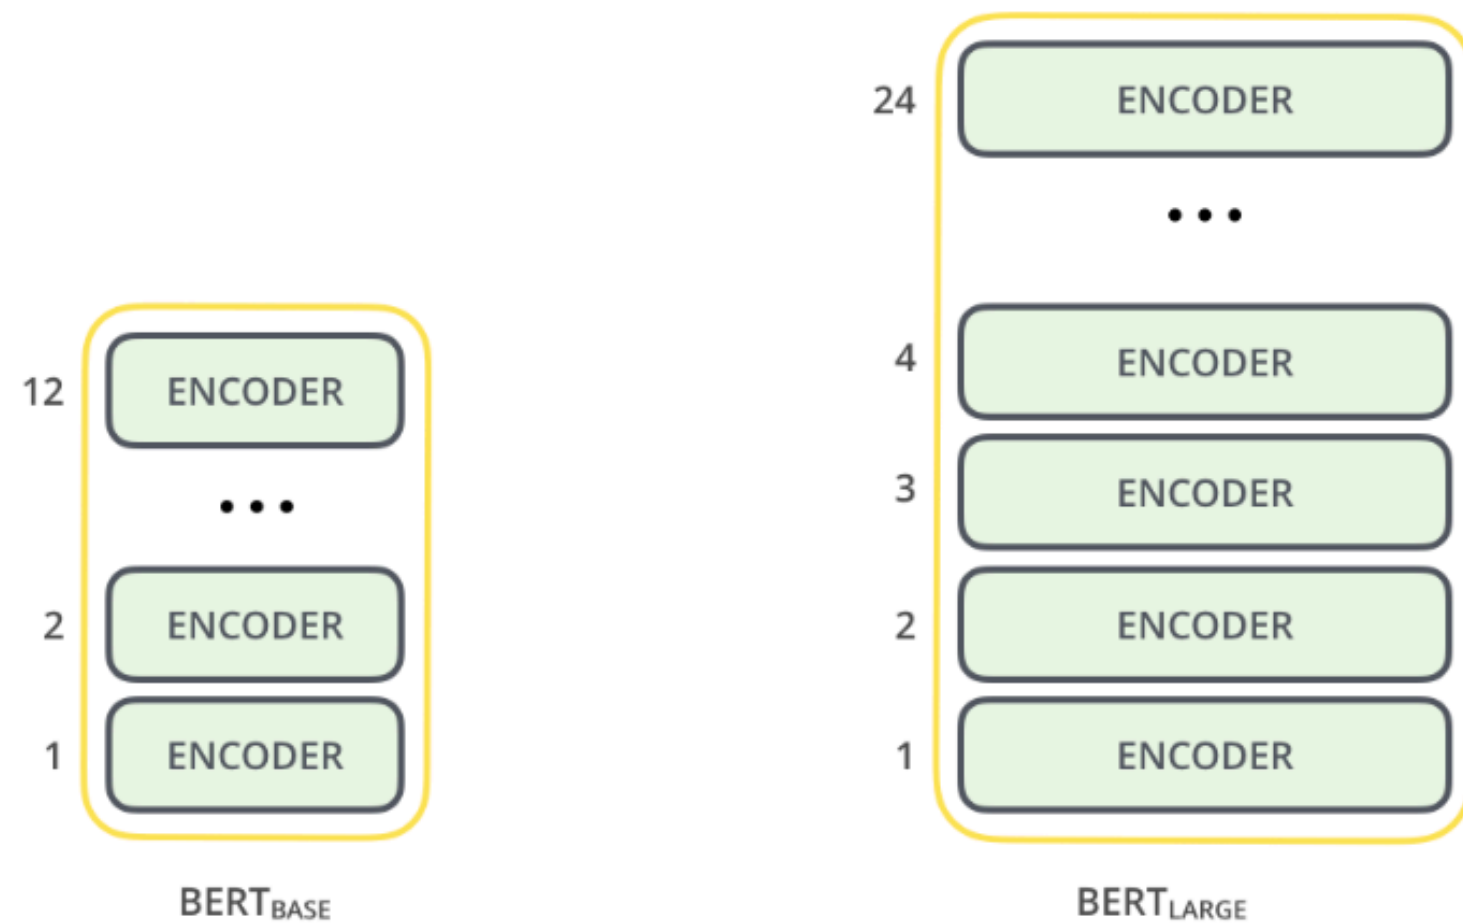 24 ENCODER
...
4 ENCODER
3 ENCODER
2 ENCODER
1 ENCODER
BERTLARGE
12 ENCODER
...
2 ENCODER
1 ENCODER
BERTBASE